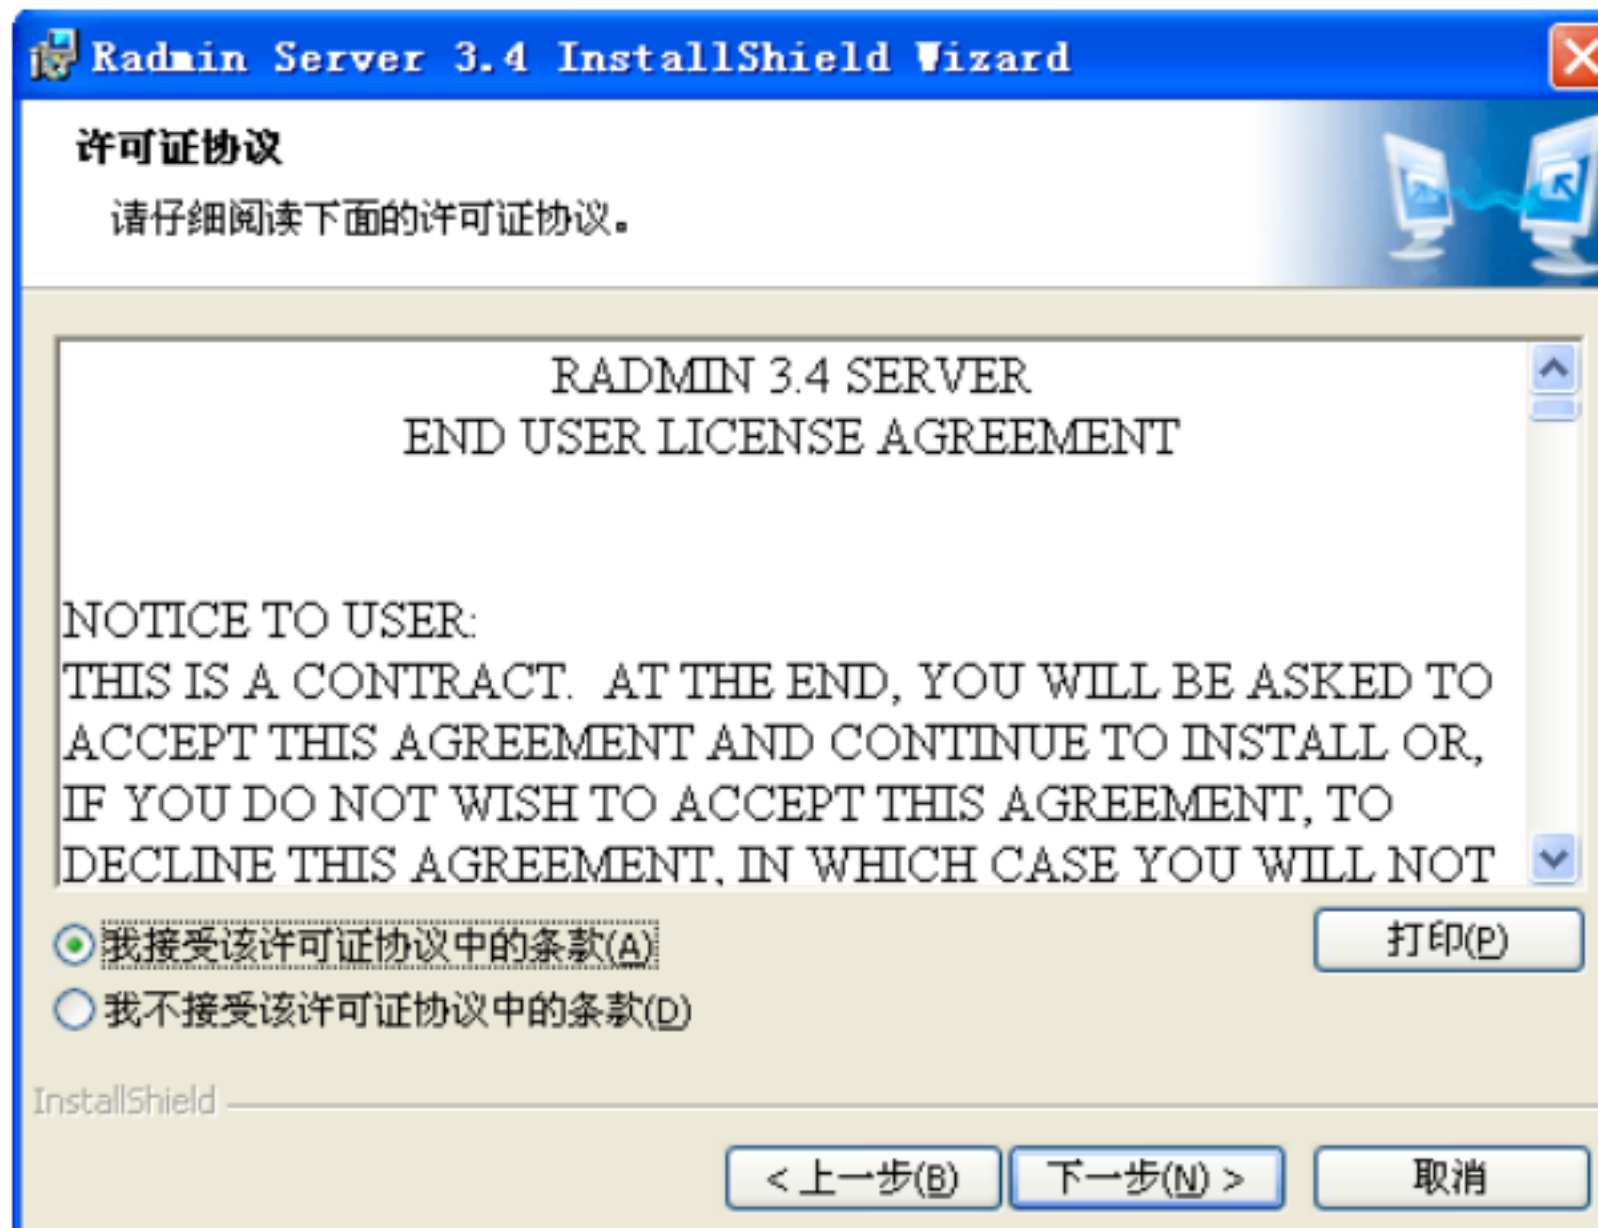 Radmin Server 3.4 InstallShield Wizard
许可证协议
请仔细阅读下面的许可证协议。
RADMIN 3.4 SERVER
END USER LICENSE AGREEMENT
NOTICE TO USER:
THIS IS A CONTRACT.  AT THE END, YOU WILL BE ASKED TO
ACCEPT THIS AGREEMENT AND CONTINUE TO INSTALL OR,
IF YOU DO NOT WISH TO ACCEPT THIS AGREEMENT, TO
DECLINE THIS AGREEMENT, IN WHICH CASE YOU WILL NOT
我接受该许可证协议中的条款(A)
打印(P)
我不接受该许可证协议中的条款(D)
InstallShield
< 上一步(B) 下一步(N) > 取消